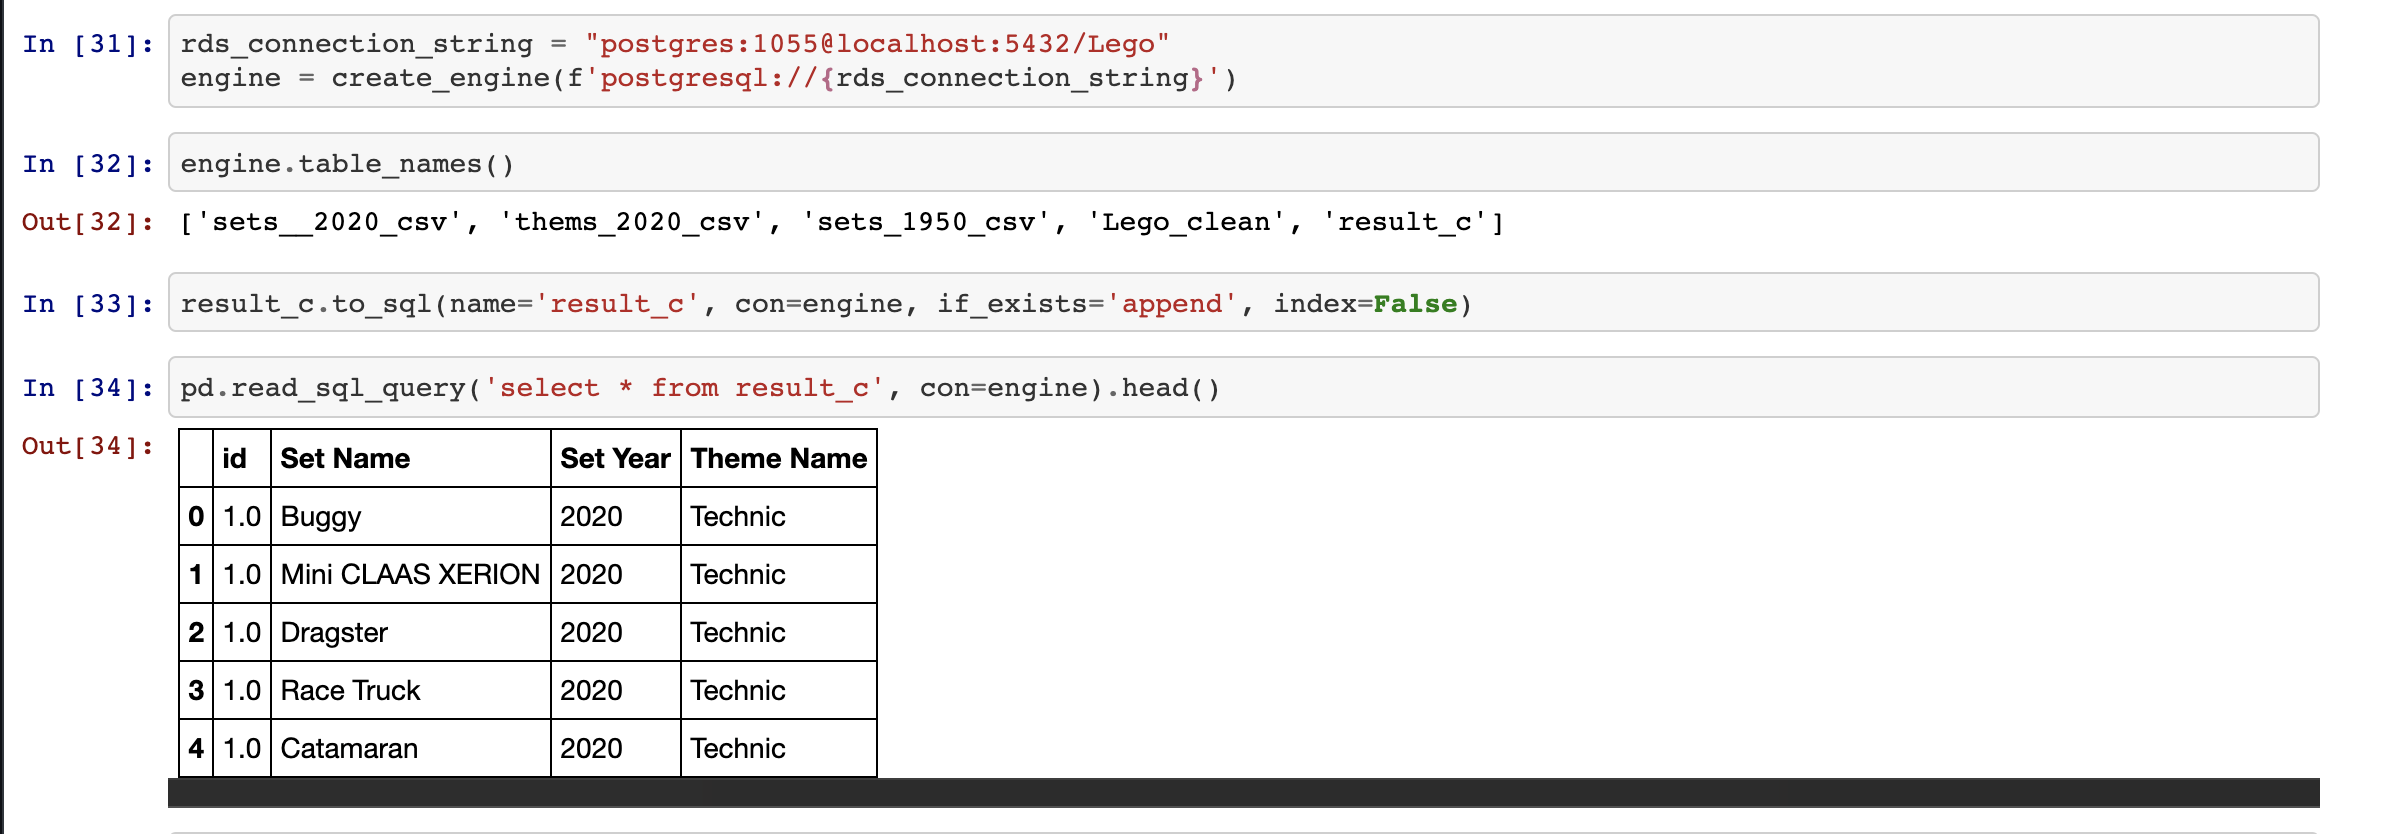 In [31]: rds_connection_string = "postgres:1055@localhost:5432/Lego"
engine = create_engine(f'postgresql://{rds_connection_string}')
In [32]: engine.table_names()
Out[32]: ['sets__2020_csv', 'thems_2020_csv', 'sets_1950_csv', 'Lego_clean', 'result_c']
In [33]: result_c.to_sql(name='result_c', con=engine, if_exists='append', index=False)
In [34]: pd.read_sql_query('select * from result_c', con=engine).head()
Out[34]:
id Set Name Set Year Theme Name
0 1.0 Buggy 2020 Technic
1 1.0 Mini CLAAS XERION 2020 Technic
2 1.0 Dragster 2020 Technic
3 1.0 Race Truck 2020 Technic
4 1.0 Catamaran 2020 Technic